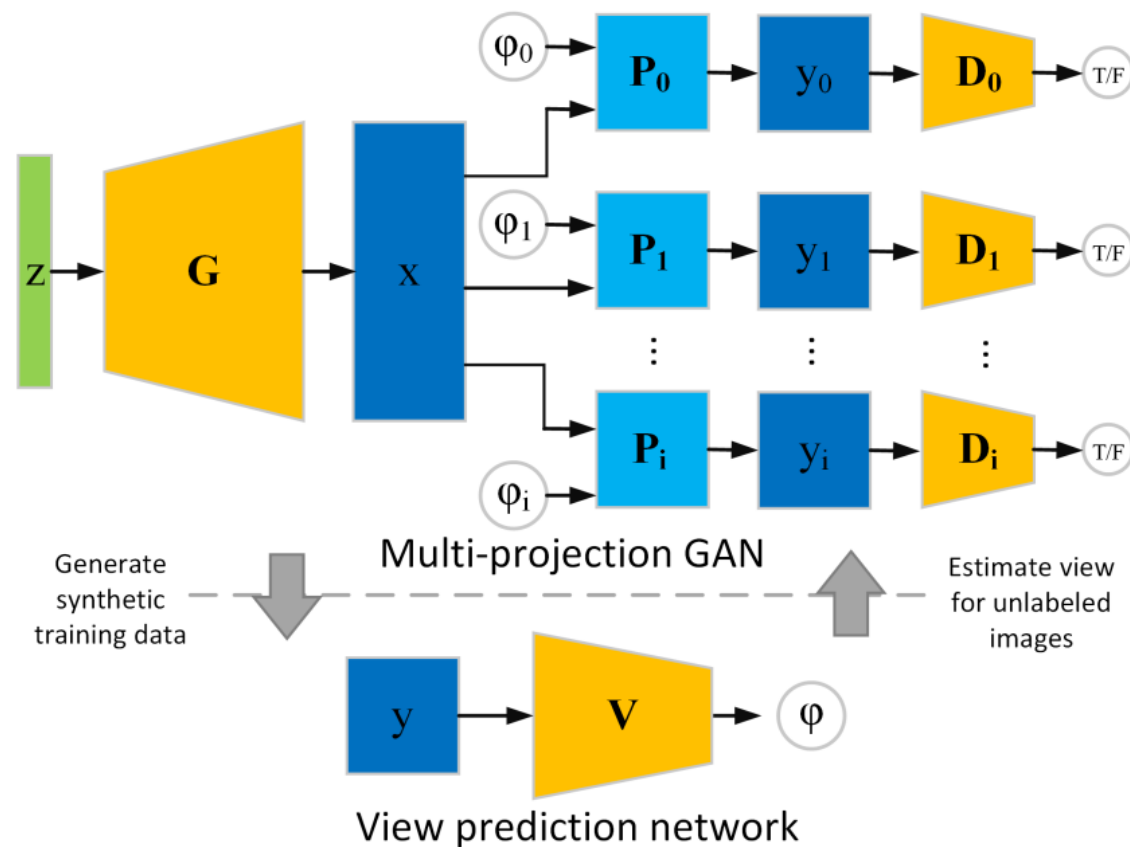 φ0
P0
y0
D0
T/F
z
G
x
φ1
P1
y1
D1
T/F
⋮
⋮
⋮
φi
Pi
yi
Di
T/F
Multi-projection GAN
Generate
synthetic
training data
Estimate view
for unlabeled
images
y
V
φ
View prediction network